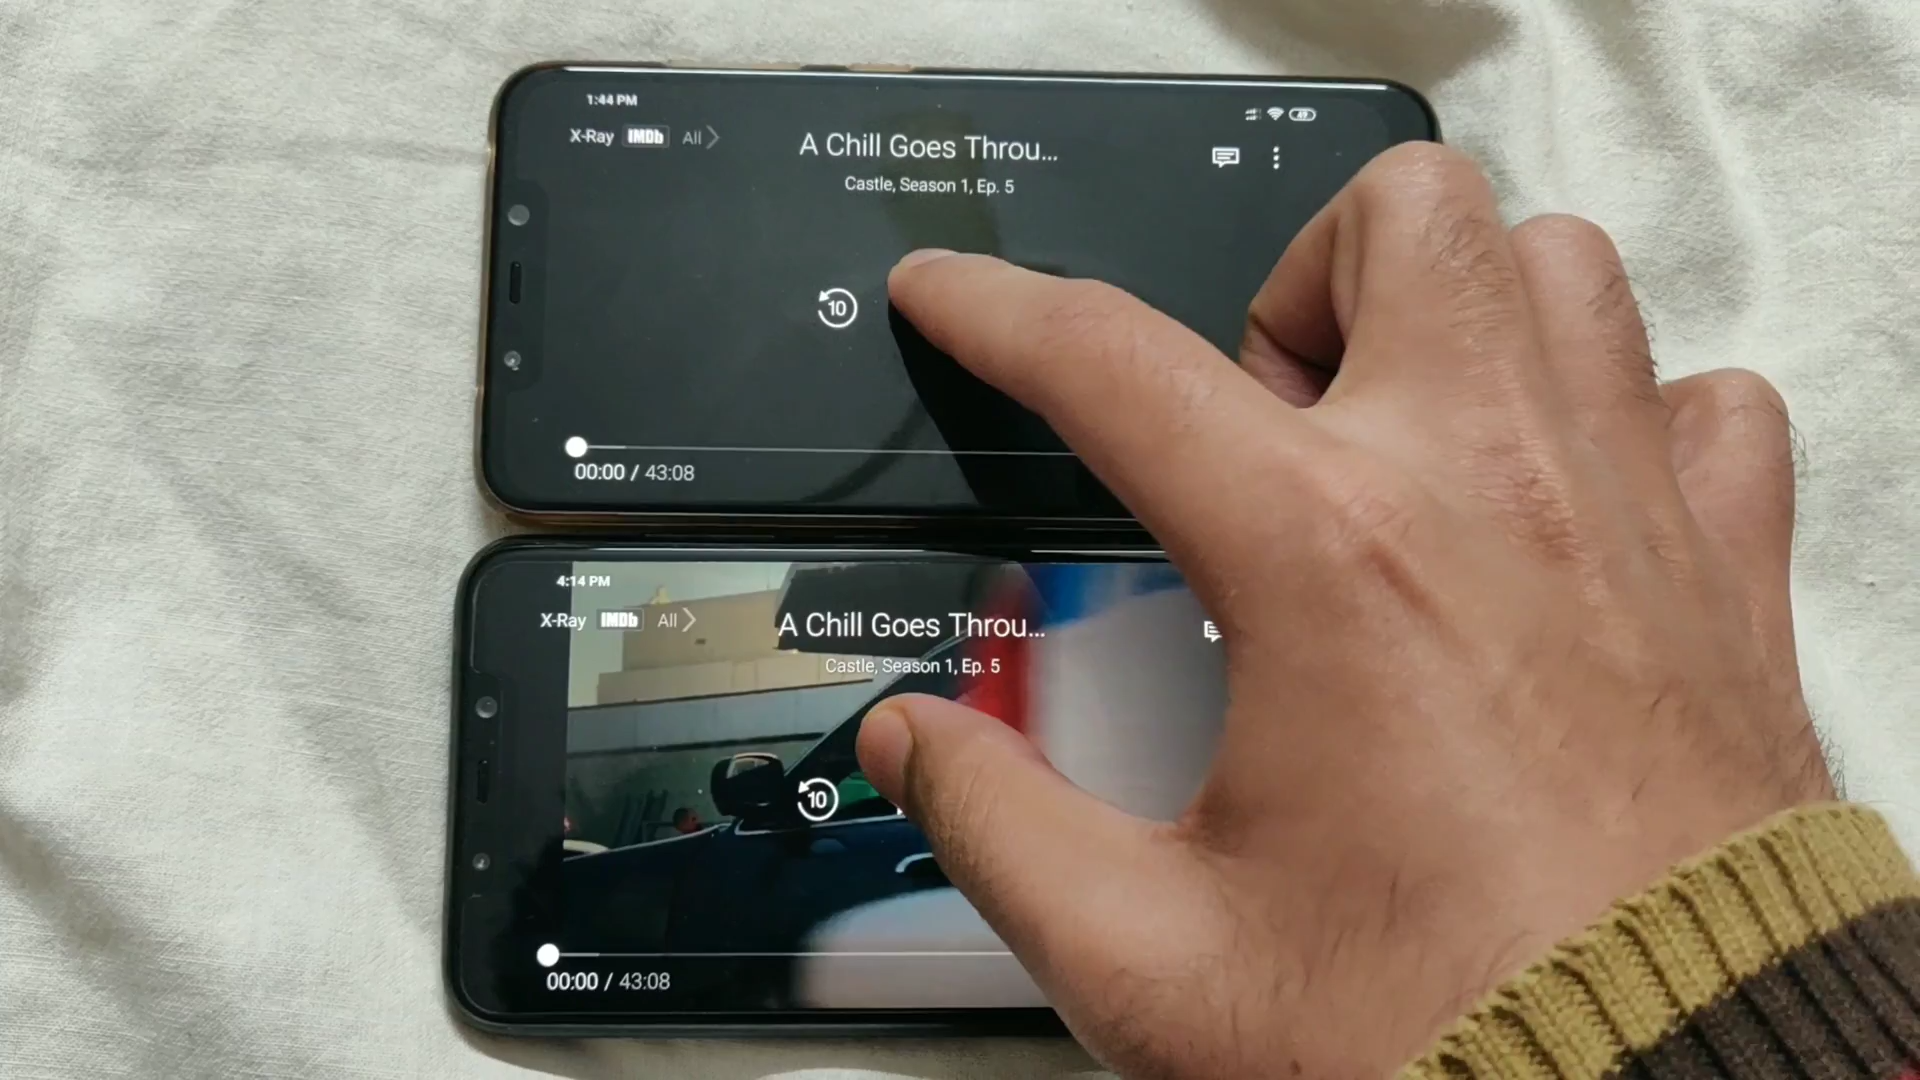 1:44 PM
49
X-Ray IMDb All
A Chill Goes Throu...
Castle, Season 1, Ep. 5
10
00:00 / 43:08
4:14 PM
X-Ray IMDb All
A Chill Goes Throu...
Castle, Season 1, Ep. 5
10
00:00 / 43:08